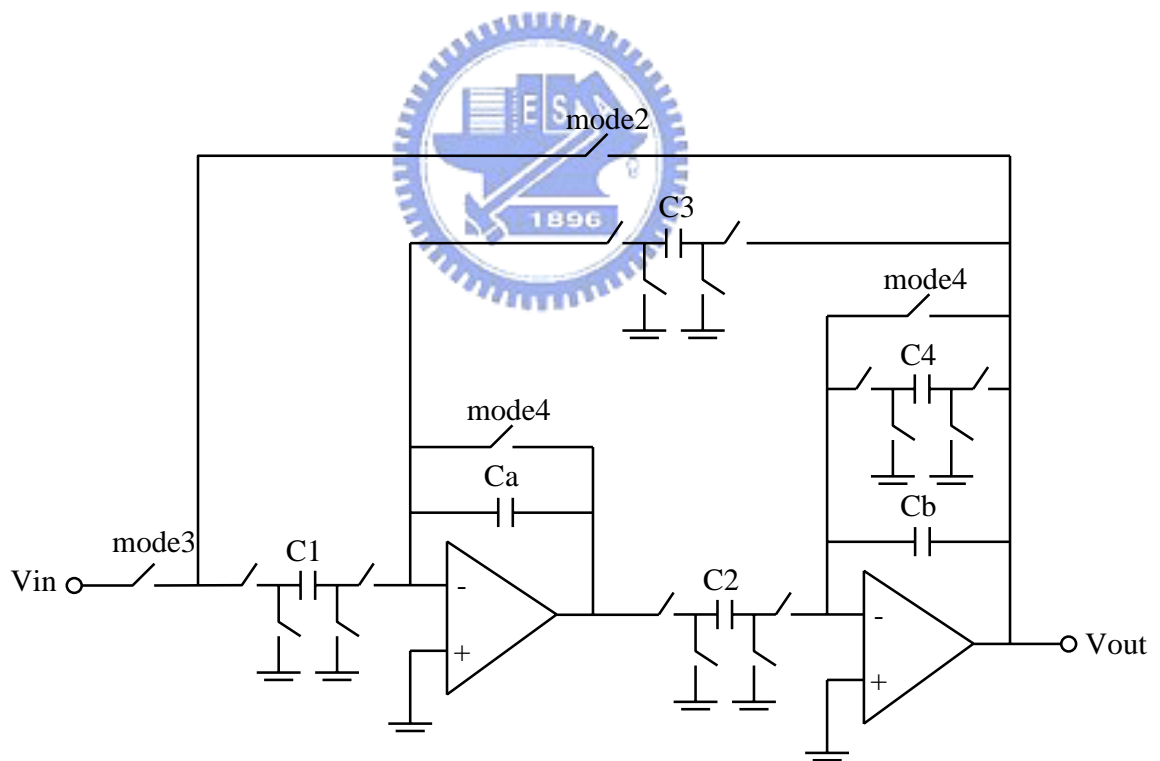 E S A
mode2
1896
C3
mode4
C4
mode4
Ca
Cb
mode3
C1
Vin
C2
-
-
+
Vout
+